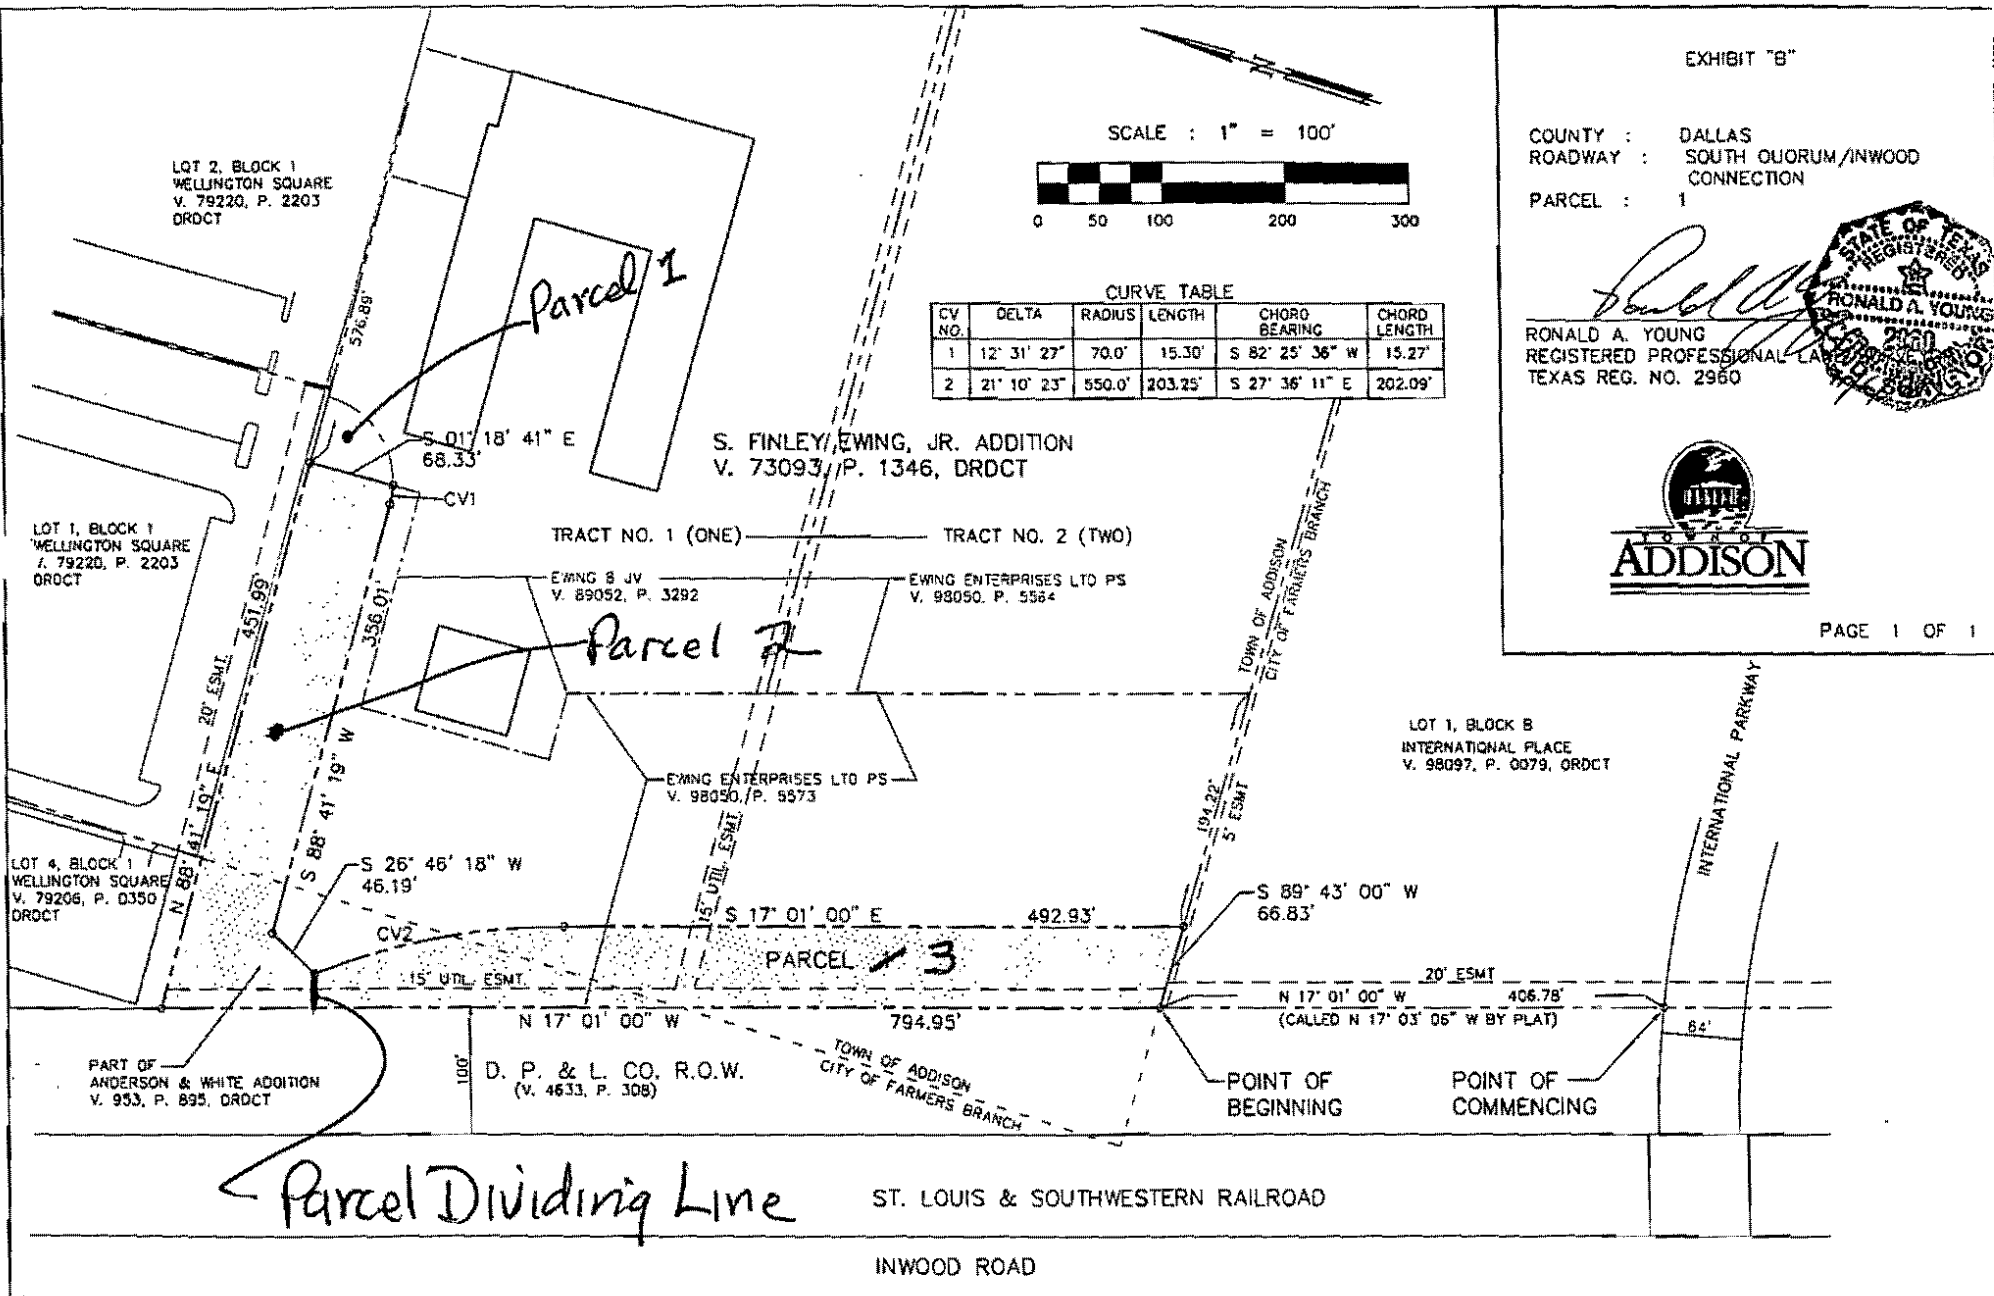 EXHIBIT "B"
COUNTY : DALLAS
ROADWAY : SOUTH QUORUM/INWOOD
CONNECTION
PARCEL : 1
STATE OF TEXAS
REGISTERED
RONALD A. YOUNG
2960
RONALD A. YOUNG
REGISTERED PROFESSIONAL LAND
TEXAS REG. NO. 2960
TOWN OF
ADDISON
PAGE 1 OF 1
N
SCALE : 1" = 100'
0 50 100 200 300
CURVE TABLE
CV NO. DELTA RADIUS LENGTH CHORD BEARING CHORD LENGTH
1 12° 31' 27" 70.0' 15.30' S 82° 25' 36" W 15.27'
2 21° 10' 23" 550.0' 203.25' S 27° 36' 11" E 202.09'
LOT 2, BLOCK 1
WELLINGTON SQUARE
V. 79220, P. 2203
DRDCT
576.89'
Parcel 1
S 01° 18' 41" E
68.33'
CV1
S. FINLEY EWING, JR. ADDITION
V. 73093, P. 1346, DRDCT
LOT 1, BLOCK 1
WELLINGTON SQUARE
V. 79220, P. 2203
DRDCT
TRACT NO. 1 (ONE) TRACT NO. 2 (TWO)
EWING 8 JV
V. 89052, P. 3292
EWING ENTERPRISES LTD PS
V. 98050, P. 5564
TOWN OF ADDISON
CITY OF FARMERS BRANCH
451.99'
356.01'
20' ESMT.
Parcel 2
N 88° 41' 19" E
S 88° 41' 19" W
EWING ENTERPRISES LTD PS
V. 98050, P. 5573
LOT 1, BLOCK B
INTERNATIONAL PLACE
V. 98097, P. 0079, DRDCT
INTERNATIONAL PARKWAY
194.22'
5' ESMT
LOT 4, BLOCK 1
WELLINGTON SQUARE
V. 79206, P. 0350
DRDCT
S 26° 46' 18" W
46.19'
CV2
15' UTIL. ESMT.
S 17° 01' 00" E 492.93'
S 89° 43' 00" W
66.83'
PARCEL 3
15' UTIL. ESMT.
20' ESMT
N 17° 01' 00" W 406.78'
(CALLED N 17° 03' 06" W BY PLAT)
64'
N 17° 01' 00" W 794.95'
PART OF
ANDERSON & WHITE ADDITION
V. 953, P. 895, DRDCT
100'
D. P. & L. CO. R.O.W.
(V. 4633, P. 308)
TOWN OF ADDISON
CITY OF FARMERS BRANCH
POINT OF
BEGINNING
POINT OF
COMMENCING
Parcel Dividing Line
ST. LOUIS & SOUTHWESTERN RAILROAD
INWOOD ROAD